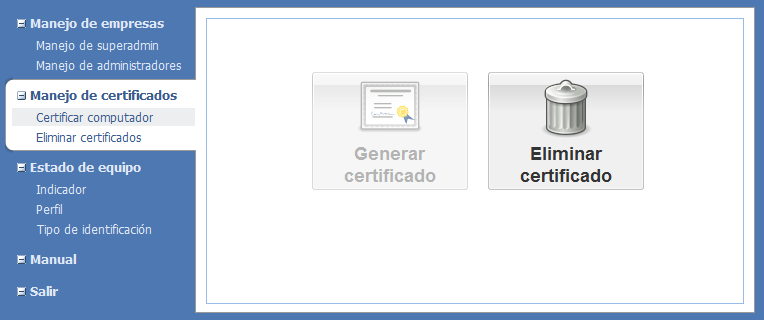 Manejo de empresas
Manejo de superadmin
Manejo de administradores
Manejo de certificados
Certificar computador
Eliminar certificados
Estado de equipo
Indicador
Perfil
Tipo de identificación
Manual
Salir
Generar
certificado
Eliminar
certificado